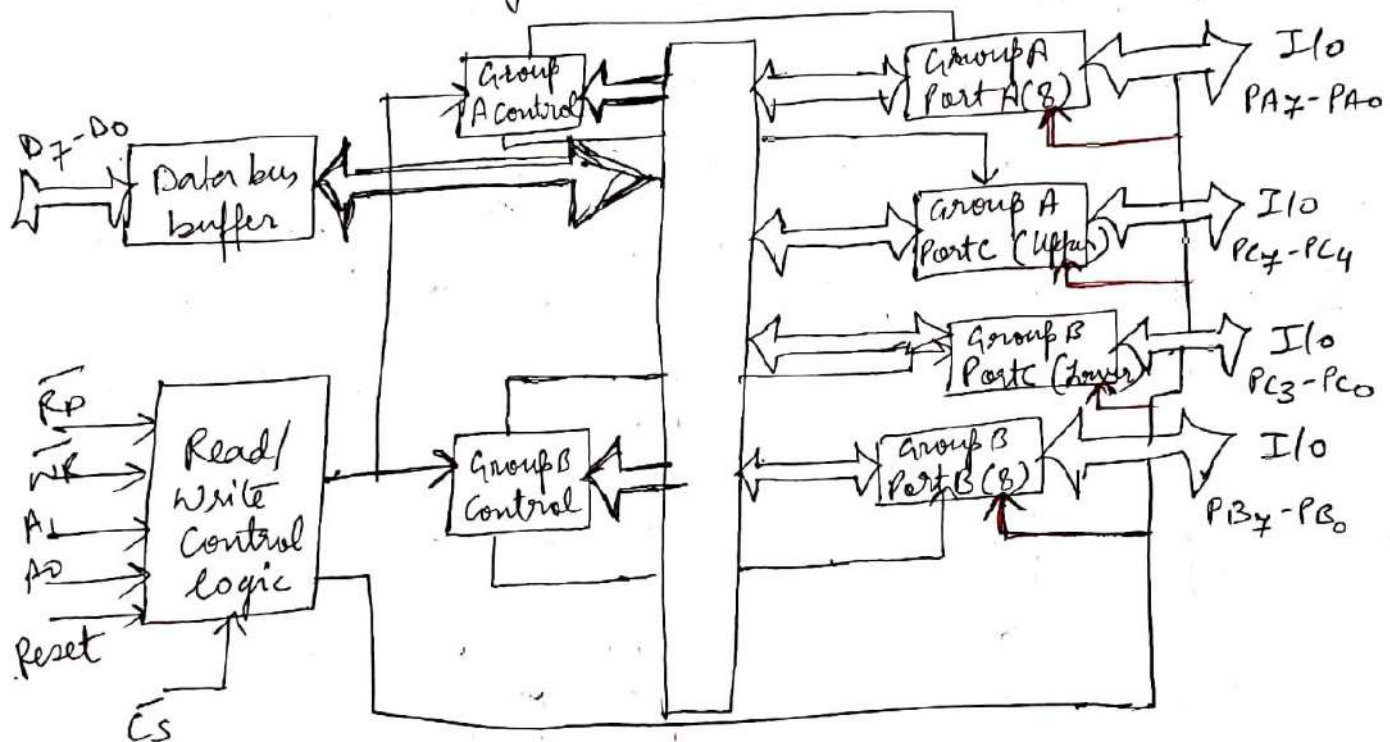 Group
A Control
Group A
Port A (8)
I/o
PA7-PA0
D7-D0
Data bus
buffer
Group A
Port C (Upper)
I/o
PC7-PC4
Group B
Port C (Lower)
I/o
PC3-PC0
RD
WR
A1
A0
Reset
CS
Read/
Write
Control
logic
Group B
Control
Group B
Port B (8)
I/o
PB7-PB0